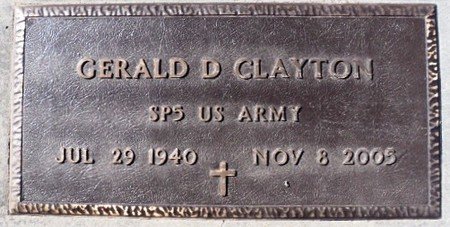 GERALD D CLAYTON
SP5 US ARMY
JUL 29 1940 NOV 8 2005